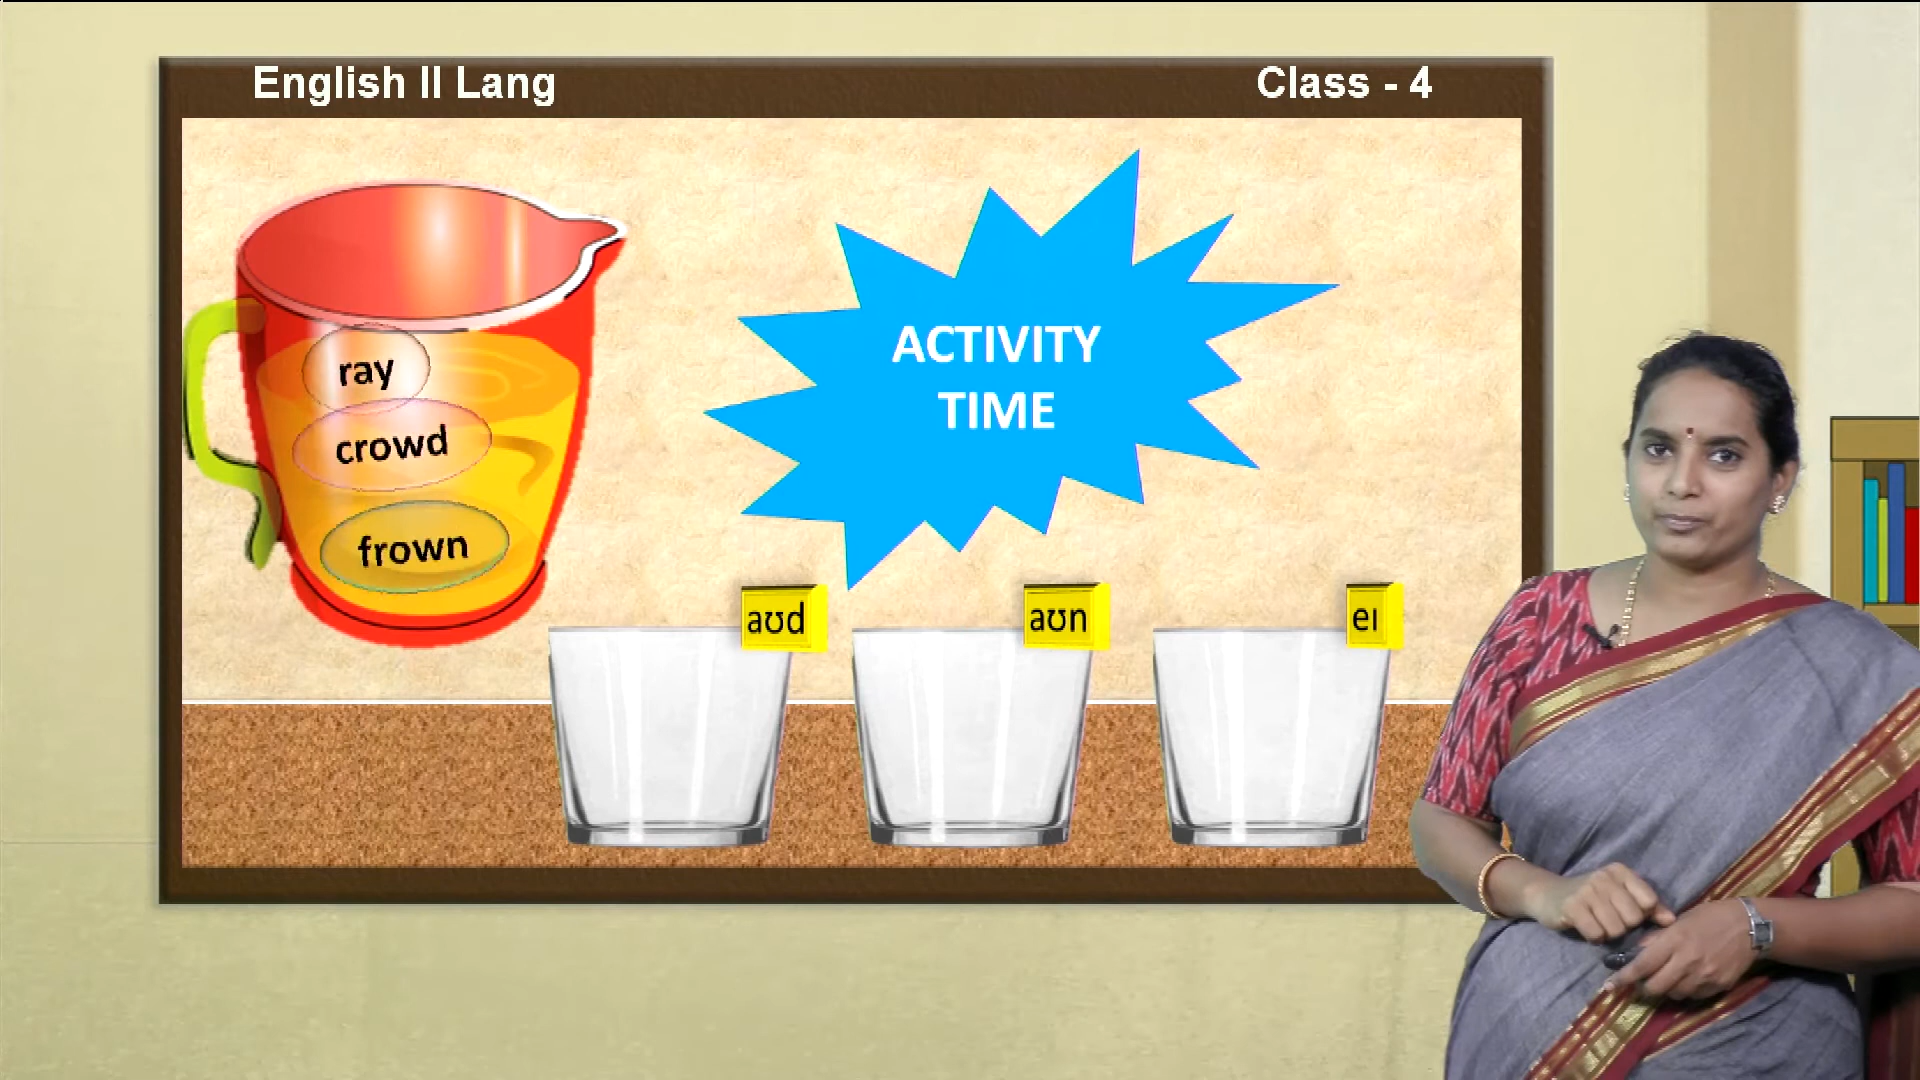 English II Lang
Class - 4
ray
crowd
frown
ACTIVITY
TIME
aʊd
aʊn
eɪ